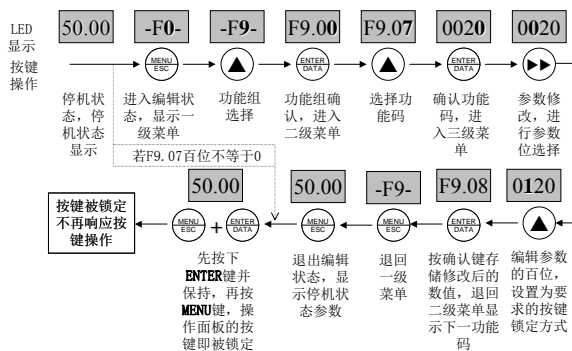 LED
显示
50.00
-F0-
-F9-
F9.00
F9.07
0020
0020
按键
操作
MENU
ESC
ENTER
DATA
ENTER
DATA
停机状
态，停
机状态
显示
进入编辑状
态，显示一
级菜单
功能组
选择
功能组确
认，进入
二级菜单
选择功
能码
确认功能
码，进
入三级菜
单
参数修
改，进
行参数
位选择
若F9.07百位不等于0
50.00
50.00
-F9-
F9.08
0120
按键被锁定
不再响应按
键操作
MENU
ESC
+
ENTER
DATA
MENU
ESC
MENU
ESC
ENTER
DATA
先按下
ENTER键并
保持，再按
MENU键，操
作面板的按
键即被锁定
退出编辑
状态，显
示停机状
态参数
退回
一级
菜单
按确认键存
储修改后的
数值，退回
二级菜单显
示下一功能
码
编辑参数
的百位，
设置为要
求的按键
锁定方式